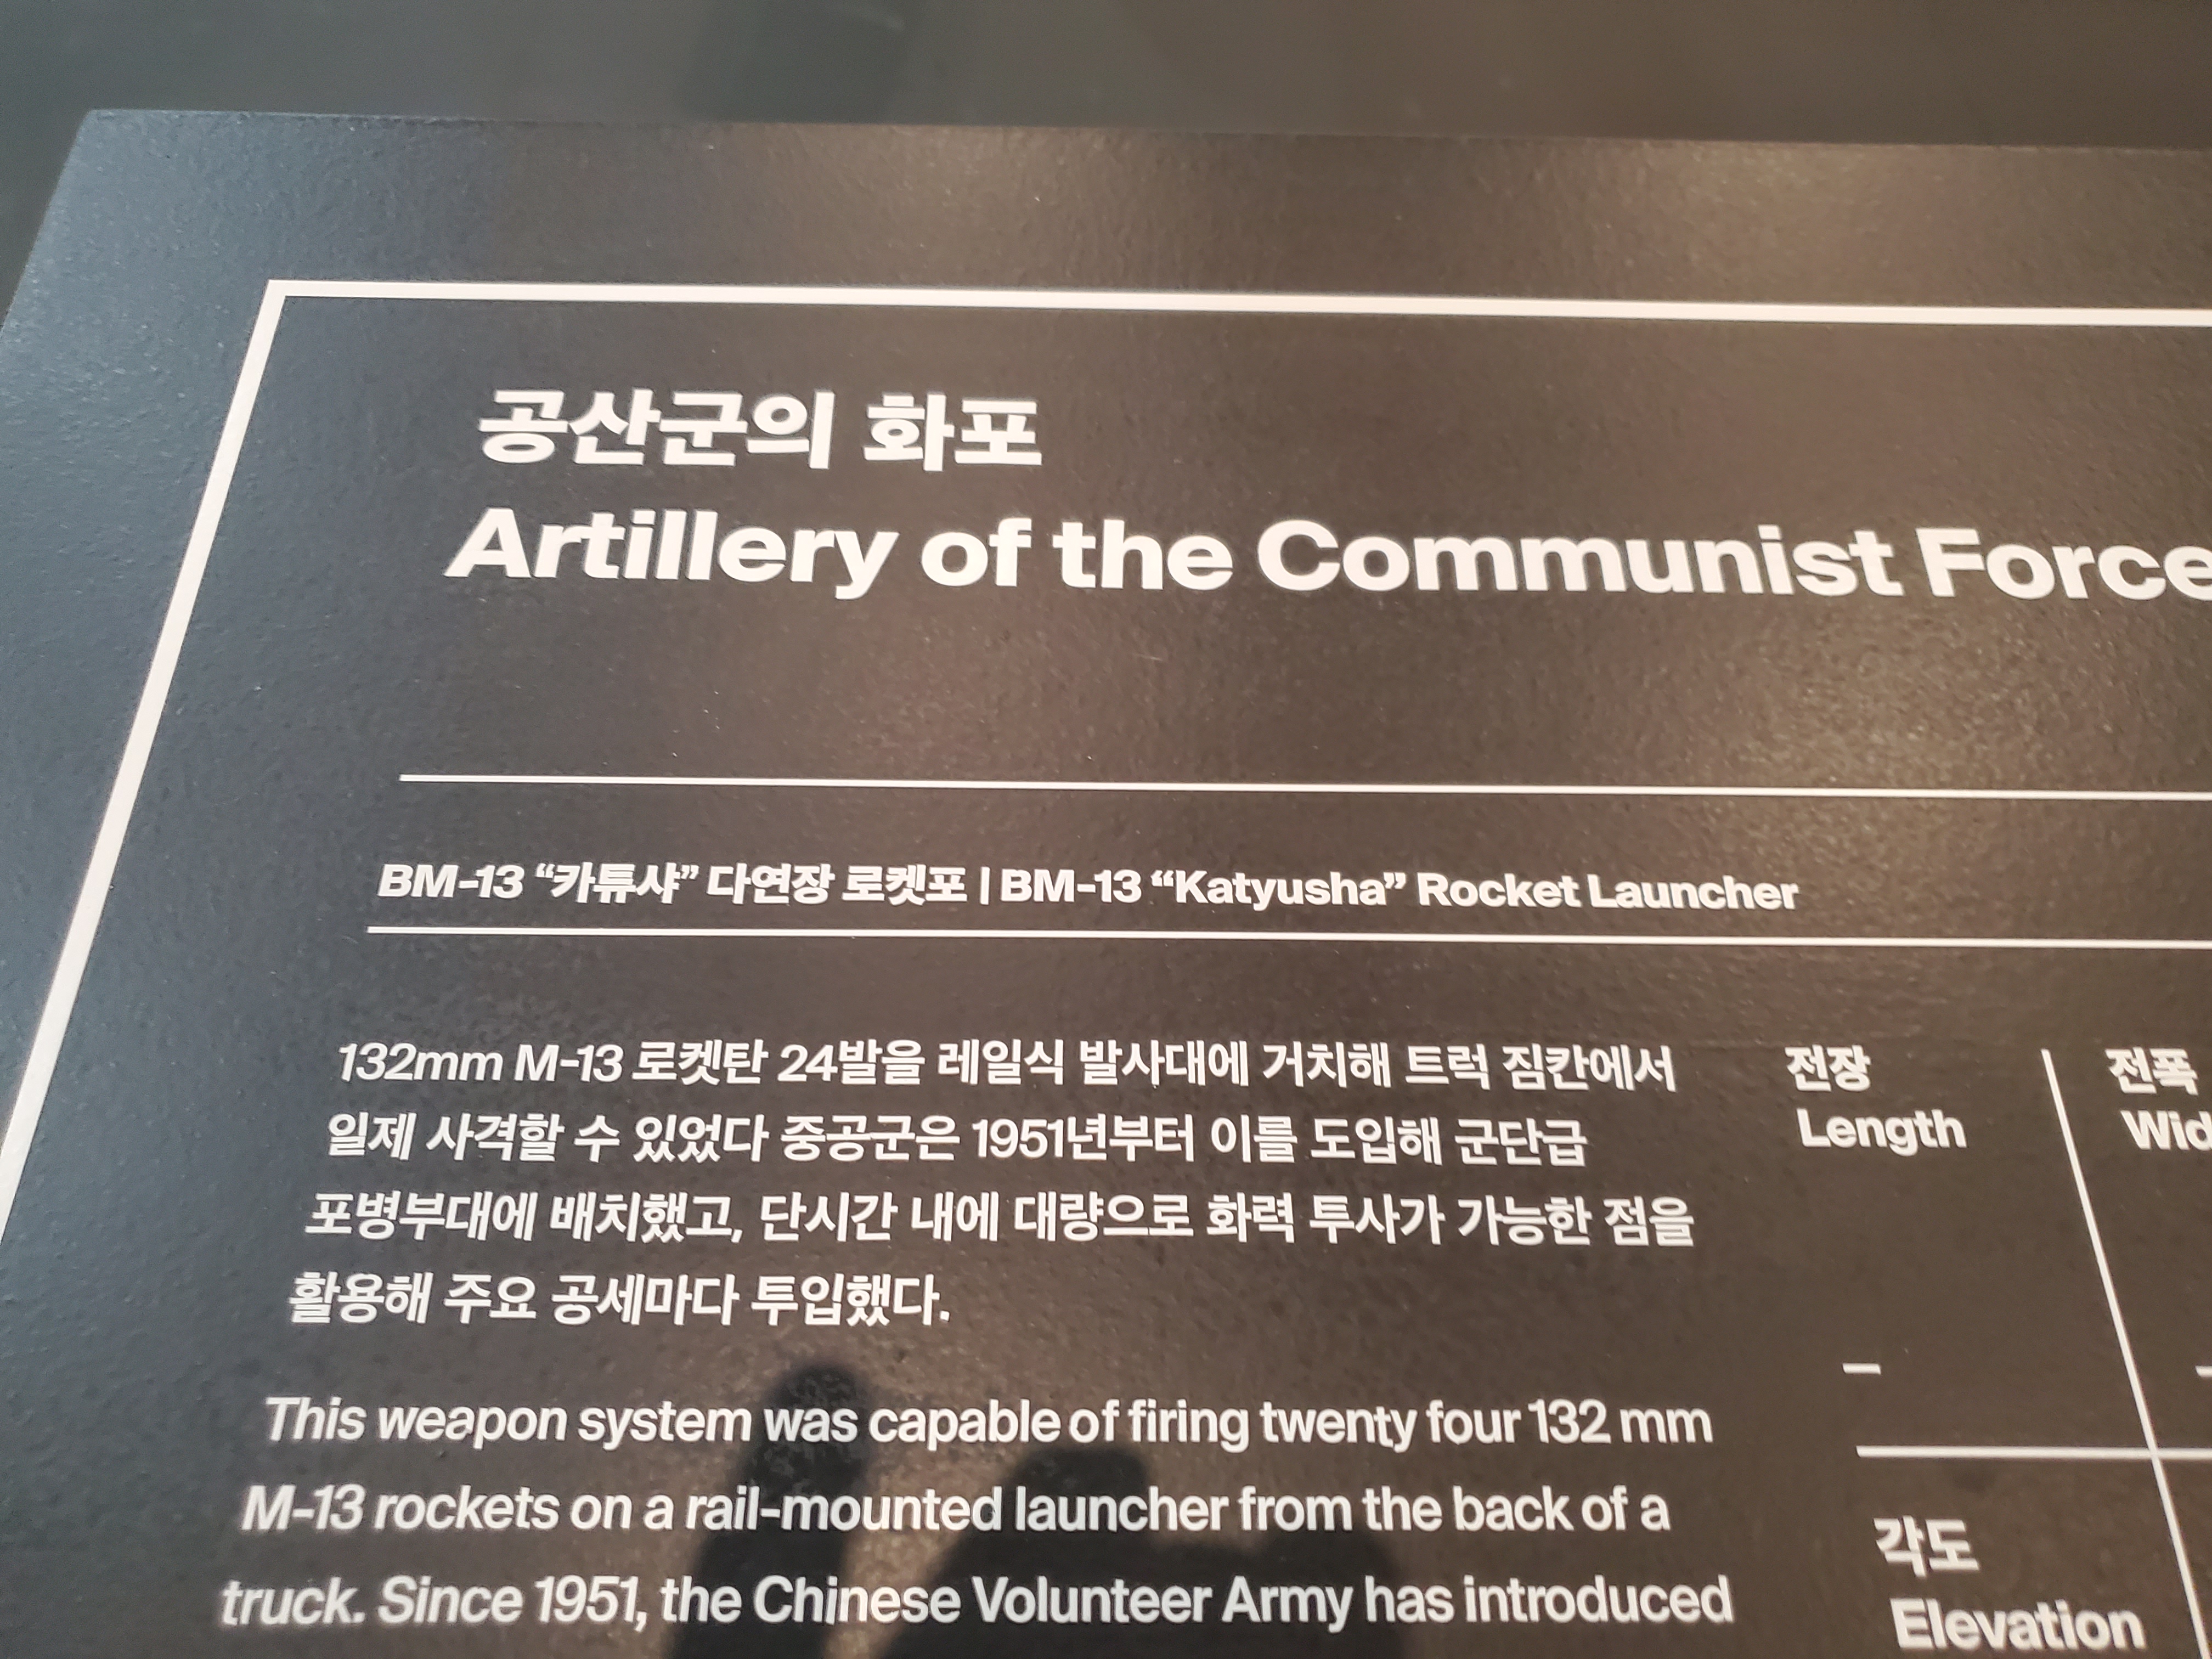 공산군의 화포
Artillery of the Communist Force
BM-13 “카튜샤” 다연장 로켓포 | BM-13 “Katyusha” Rocket Launcher
132mm M-13 로켓탄 24발을 레일식 발사대에 거치해 트럭 짐칸에서
일제 사격할 수 있었다 중공군은 1951년부터 이를 도입해 군단급
포병부대에 배치했고, 단시간 내에 대량으로 화력 투사가 가능한 점을
활용해 주요 공세마다 투입했다.
This weapon system was capable of firing twenty four 132 mm
M-13 rockets on a rail-mounted launcher from the back of a
truck. Since 1951, the Chinese Volunteer Army has introduced
전장
Length
–
전폭
Wid
각도
Elevation